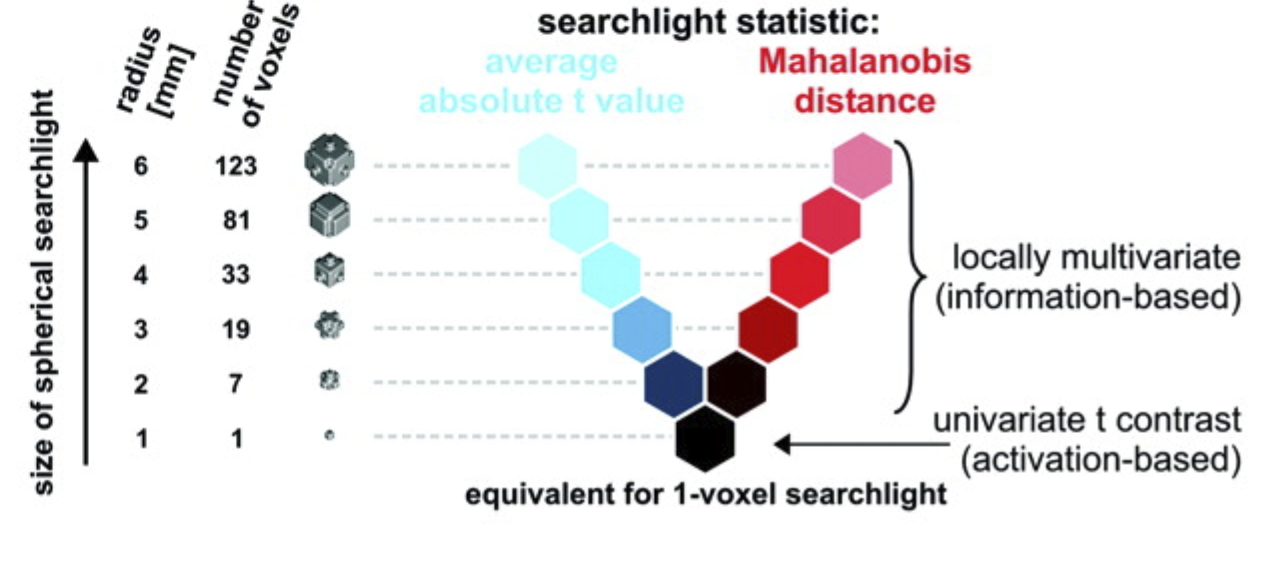 searchlight statistic:
average
absolute t value
Mahalanobis
distance
radius
[mm]
number
of voxels
size of spherical searchlight
6 123
5 81
4 33
3 19
2 7
1 1
locally multivariate
(information-based)
univariate t contrast
(activation-based)
equivalent for 1-voxel searchlight